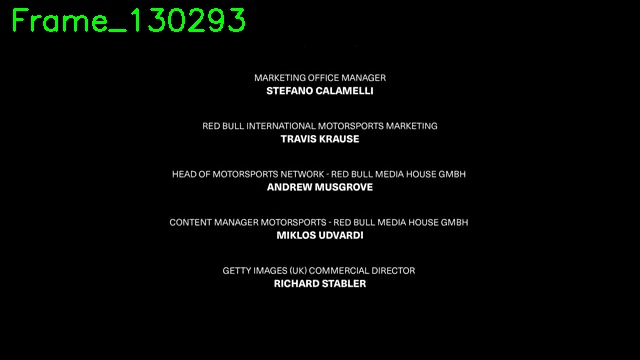 Frame_130293
MARKETING OFFICE MANAGER
STEFANO CALAMELLI
RED BULL INTERNATIONAL MOTORSPORTS MARKETING
TRAVIS KRAUSE
HEAD OF MOTORSPORTS NETWORK - RED BULL MEDIA HOUSE GMBH
ANDREW MUSGROVE
CONTENT MANAGER MOTORSPORTS - RED BULL MEDIA HOUSE GMBH
MIKLOS UDVARDI
GETTY IMAGES (UK) COMMERCIAL DIRECTOR
RICHARD STABLER